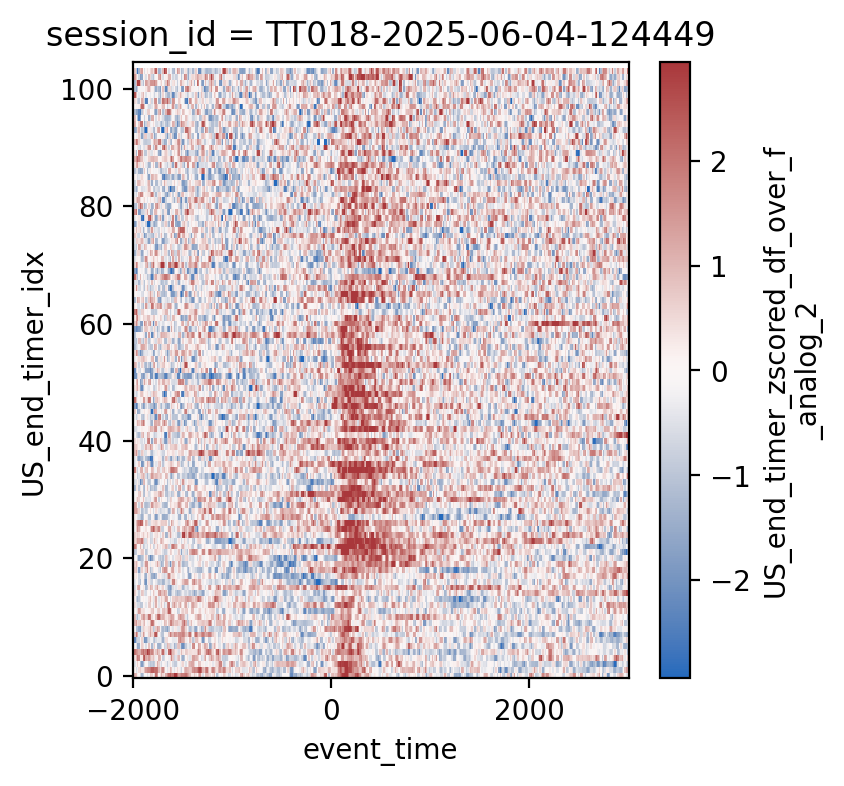 session_id = TT018-2025-06-04-124449
100
80
60
40
20
0
US_end_timer_idx
−2000
0
2000
event_time
2
1
0
−1
−2
US_end_timer_zscored_df_over_f
_analog_2